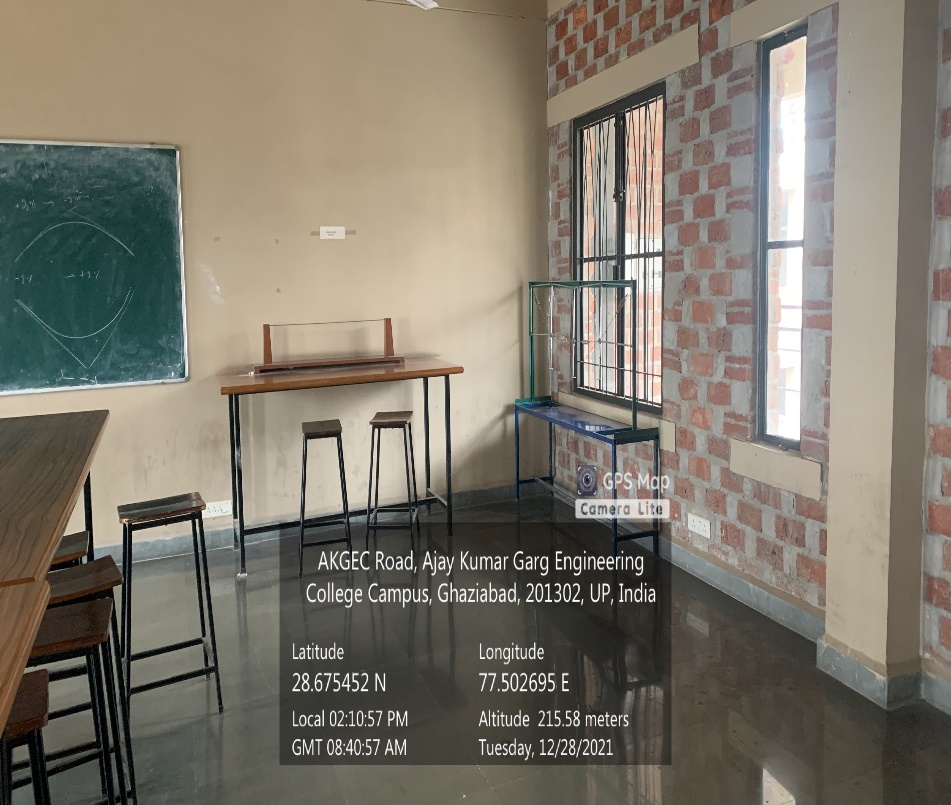 GPS Map
Camera Lite
AKGEC Road, Ajay Kumar Garg Engineering
College Campus, Ghaziabad, 201302, UP, India
Latitude Longitude
28.675452 N 77.502695 E
Local 02:10:57 PM Altitude 215.58 meters
GMT 08:40:57 AM Tuesday, 12/28/2021